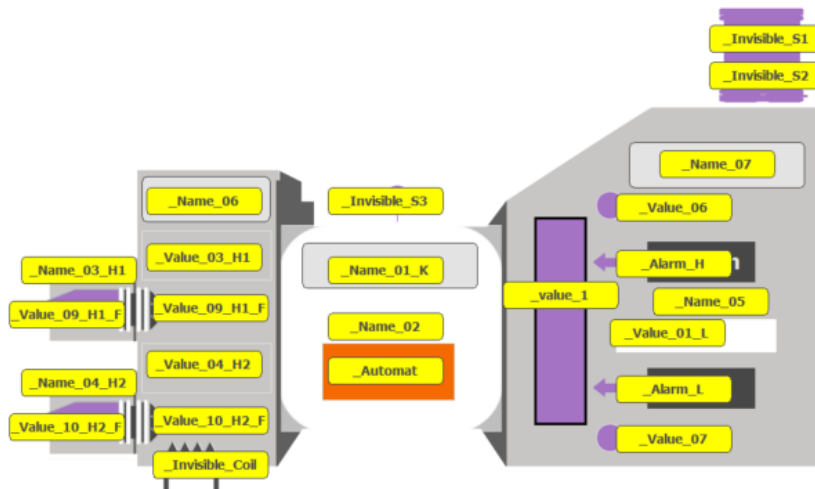 _Invisible_S1
_Invisible_S2
_Name_07
_Name_06
_Invisible_S3
_Value_06
_Value_03_H1
_Name_03_H1
_Name_01_K
_Alarm_H
_value_1
_Name_05
_Value_09_H1_F
_Value_09_H1_F
_Name_02
_Value_01_L
_Value_04_H2
_Automat
_Name_04_H2
_Alarm_L
_Value_10_H2_F
_Value_10_H2_F
_Value_07
_Invisible_Coil